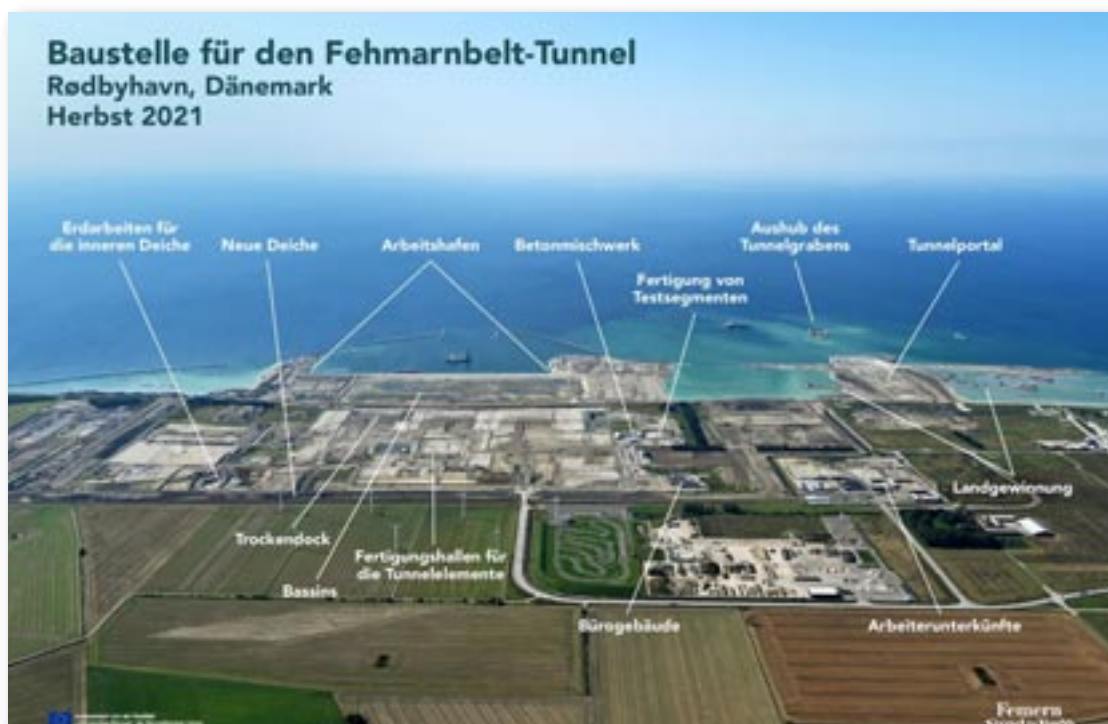 Baustelle für den Fehmarnbelt-Tunnel
Rødbyhavn, Dänemark
Herbst 2021
Erdarbeiten für
die inneren Deiche
Neue Deiche
Arbeitshafen
Betonmischwerk
Aushub des
Tunnelgrabens
Tunnelportal
Fertigung von
Testsegmenten
Landgewinnung
Trockendock
Fertigungshallen für
die Tunnelelemente
Bassins
Bürogebäude
Arbeiterunterkünfte
Femern